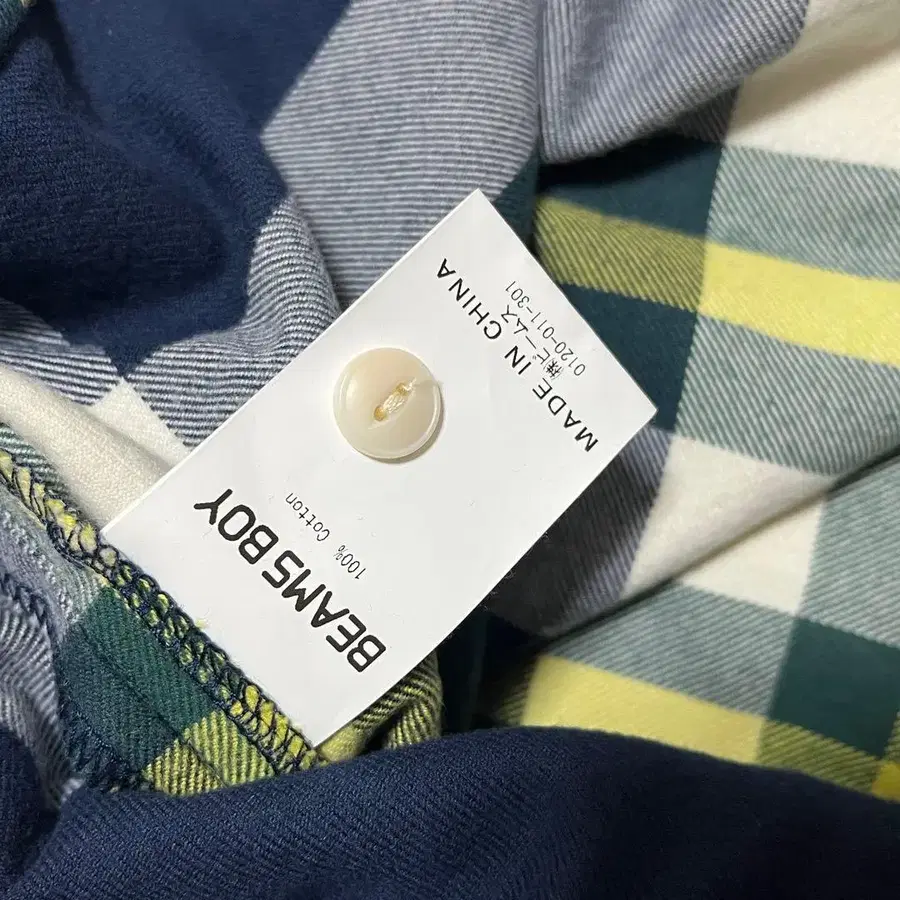 BEAMS BOY
100% Cotton
MADE IN CHINA
㈱ビームス
0120-011-301